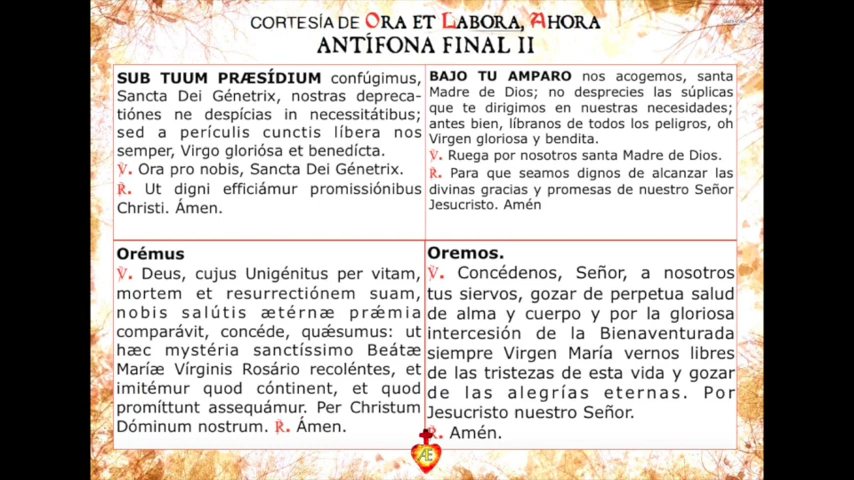 CORTESÍA DE ORA ET LABORA, AHORA
ANTÍFONA FINAL II
SUB TUUM PRÆSÍDIUM confúgimus,
Sancta Dei Génetrix, nostras depreca-
tiónes ne despícias in necessitátibus;
sed a perículis cunctis líbera nos
semper, Virgo gloriósa et benedícta.
℣. Ora pro nobis, Sancta Dei Génetrix.
℟. Ut digni efficiámur promissiónibus
Christi. Ámen.
BAJO TU AMPARO nos acogemos, santa
Madre de Dios; no desprecies las súplicas
que te dirigimos en nuestras necesidades;
antes bien, líbranos de todos los peligros, oh
Virgen gloriosa y bendita.
℣. Ruega por nosotros santa Madre de Dios.
℟. Para que seamos dignos de alcanzar las
divinas gracias y promesas de nuestro Señor
Jesucristo. Amén
Orémus
℣. Deus, cujus Unigénitus per vitam,
mortem et resurrectiónem suam,
nobis salútis ætérnæ prǽmia
comparávit, concéde, quǽsumus: ut
hæc mystéria sanctíssimo Beátæ
Maríæ Vírginis Rosário recoléntes, et
imitémur quod cóntinent, et quod
promíttunt assequámur. Per Christum
Dóminum nostrum. ℟. Ámen.
Oremos.
℣. Concédenos, Señor, a nosotros
tus siervos, gozar de perpetua salud
de alma y cuerpo y por la gloriosa
intercesión de la Bienaventurada
siempre Virgen María vernos libres
de las tristezas de esta vida y gozar
de las alegrías eternas. Por
Jesucristo nuestro Señor.
℟. Amén.
Æ